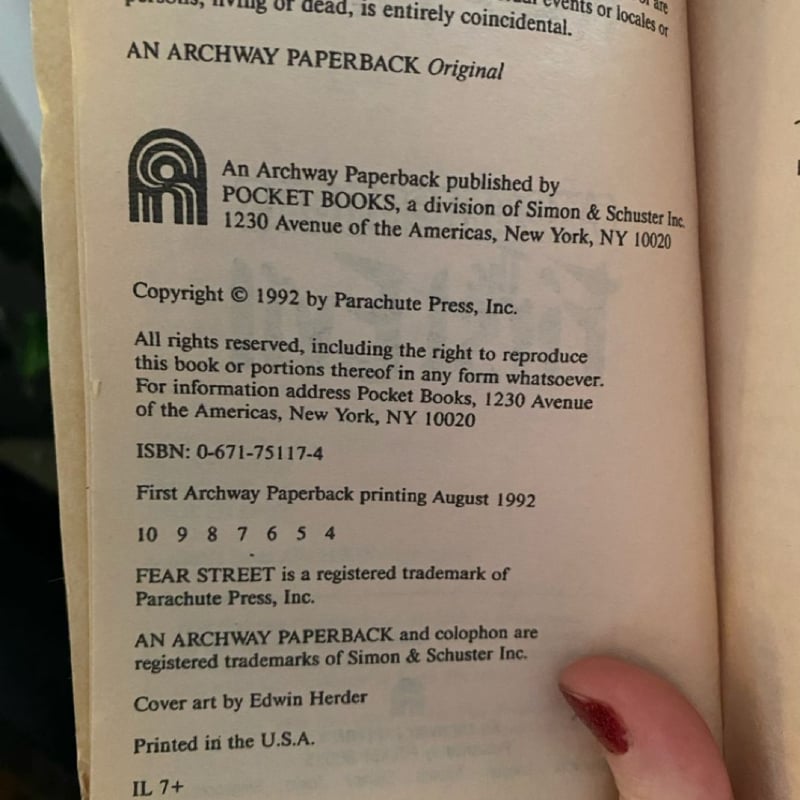 are
events or locales or
persons, living or dead, is entirely coincidental.
AN ARCHWAY PAPERBACK Original
An Archway Paperback published by
POCKET BOOKS, a division of Simon & Schuster Inc.
1230 Avenue of the Americas, New York, NY 10020
Copyright © 1992 by Parachute Press, Inc.
All rights reserved, including the right to reproduce
this book or portions thereof in any form whatsoever.
For information address Pocket Books, 1230 Avenue
of the Americas, New York, NY 10020
ISBN: 0-671-75117-4
First Archway Paperback printing August 1992
10 9 8 7 6 5 4
FEAR STREET is a registered trademark of
Parachute Press, Inc.
AN ARCHWAY PAPERBACK and colophon are
registered trademarks of Simon & Schuster Inc.
Cover art by Edwin Herder
Printed in the U.S.A.
IL 7+